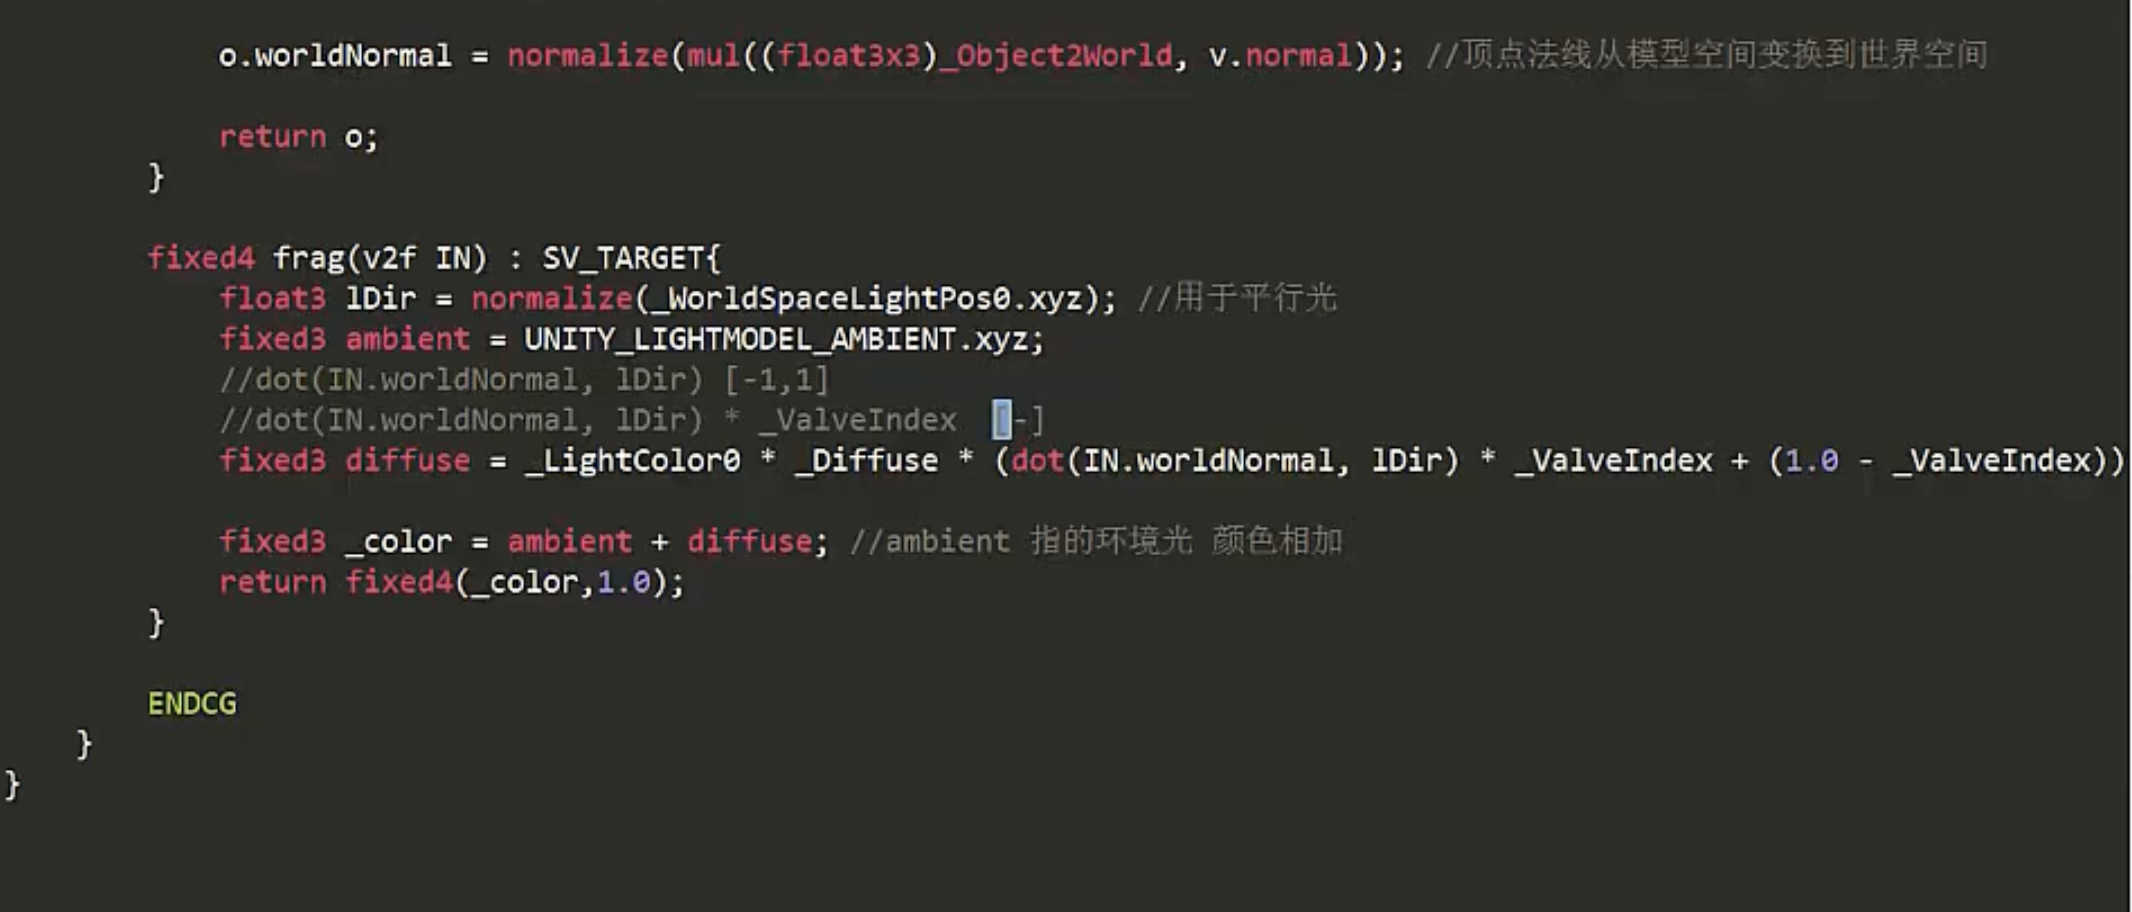 o.worldNormal = normalize(mul((float3x3)_Object2World, v.normal)); //顶点法线从模型空间变换到世界空间
return o;
}
fixed4 frag(v2f IN) : SV_TARGET{
float3 lDir = normalize(_WorldSpaceLightPos0.xyz); //用于平行光
fixed3 ambient = UNITY_LIGHTMODEL_AMBIENT.xyz;
//dot(IN.worldNormal, lDir) [-1,1]
//dot(IN.worldNormal, lDir) * _ValveIndex [-]
fixed3 diffuse = _LightColor0 * _Diffuse * (dot(IN.worldNormal, lDir) * _ValveIndex + (1.0 - _ValveIndex))
fixed3 _color = ambient + diffuse; //ambient 指的环境光 颜色相加
return fixed4(_color,1.0);
}
ENDCG
}
}